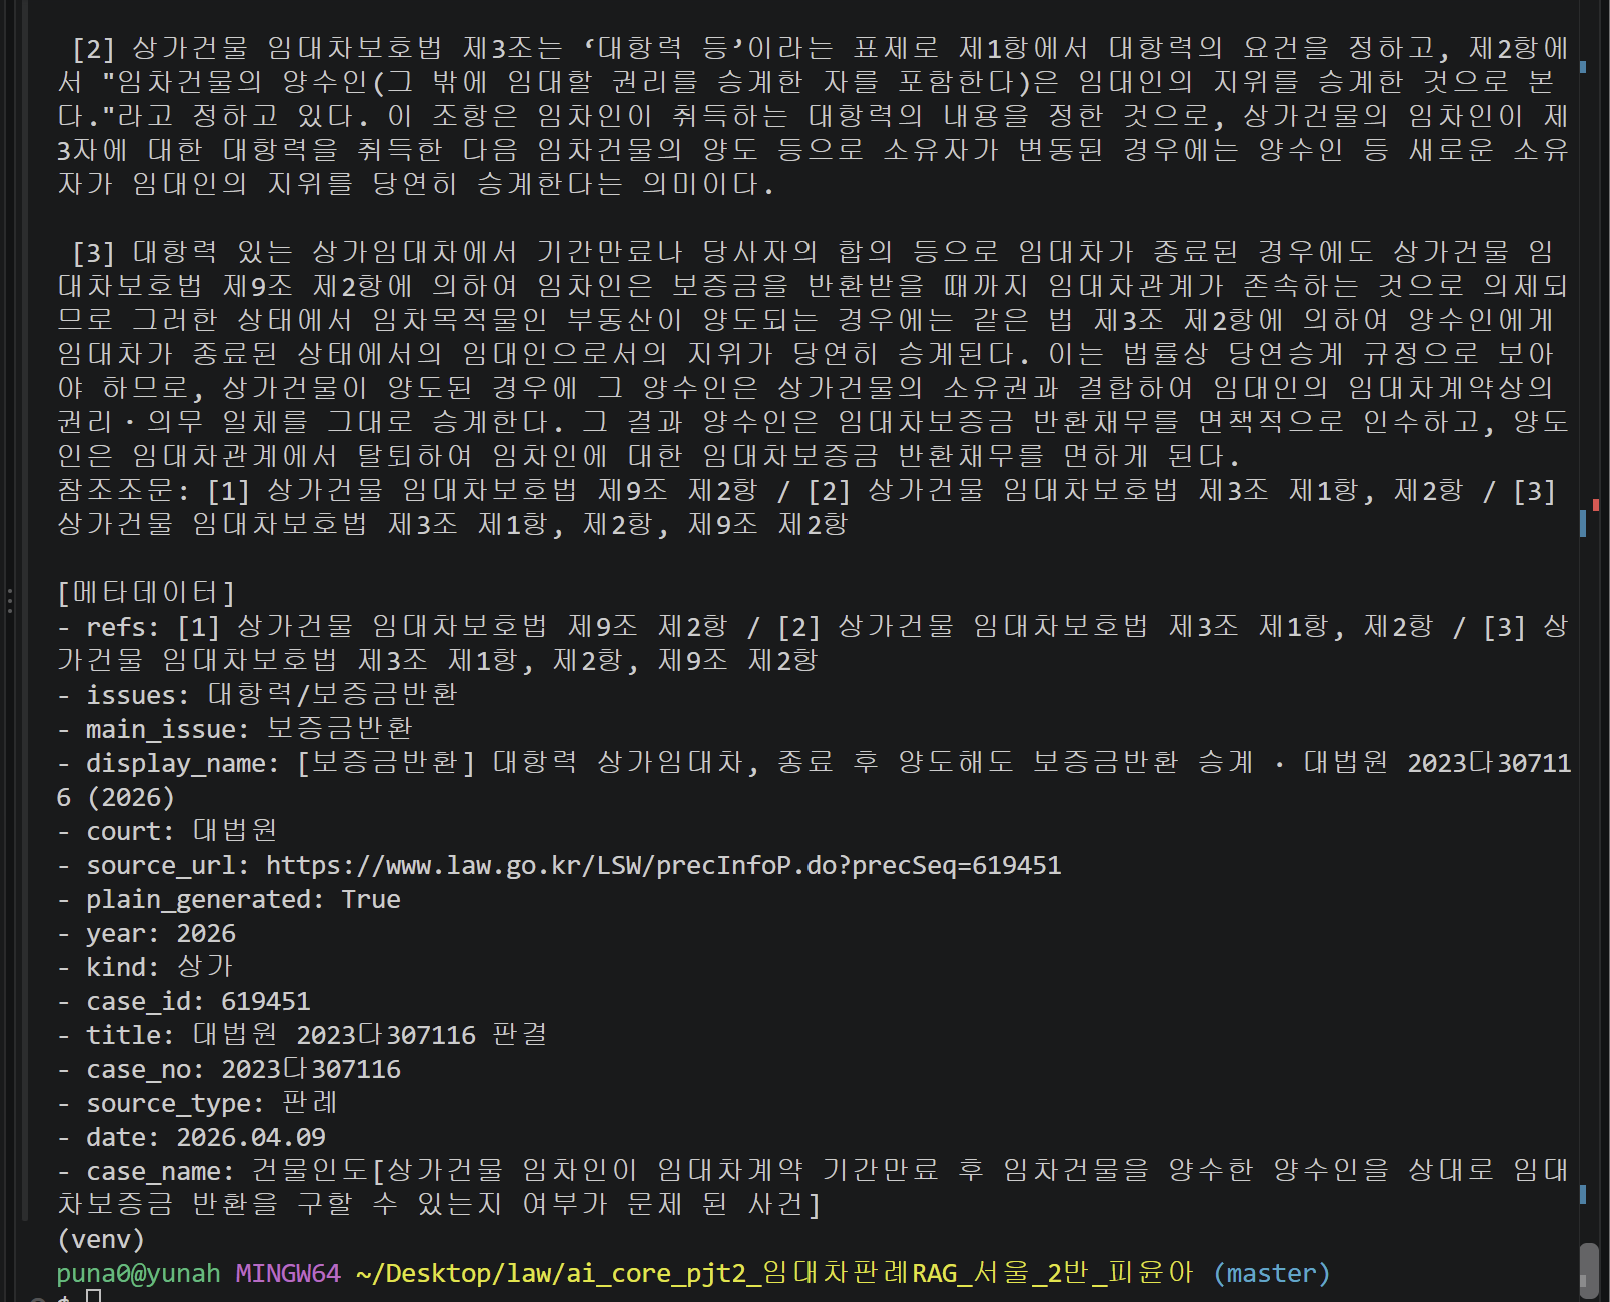 [2] 상가건물 임대차보호법 제3조는 ‘대항력 등’이라는 표제로 제1항에서 대항력의 요건을 정하고, 제2항에
서 "임차건물의 양수인(그 밖에 임대할 권리를 승계한 자를 포함한다)은 임대인의 지위를 승계한 것으로 본
다."라고 정하고 있다. 이 조항은 임차인이 취득하는 대항력의 내용을 정한 것으로, 상가건물의 임차인이 제
3자에 대한 대항력을 취득한 다음 임차건물의 양도 등으로 소유자가 변동된 경우에는 양수인 등 새로운 소유
자가 임대인의 지위를 당연히 승계한다는 의미이다.
[3] 대항력 있는 상가임대차에서 기간만료나 당사자의 합의 등으로 임대차가 종료된 경우에도 상가건물 임
대차보호법 제9조 제2항에 의하여 임차인은 보증금을 반환받을 때까지 임대차관계가 존속하는 것으로 의제되
므로 그러한 상태에서 임차목적물인 부동산이 양도되는 경우에는 같은 법 제3조 제2항에 의하여 양수인에게
임대차가 종료된 상태에서의 임대인으로서의 지위가 당연히 승계된다. 이는 법률상 당연승계 규정으로 보아
야 하므로, 상가건물이 양도된 경우에 그 양수인은 상가건물의 소유권과 결합하여 임대인의 임대차계약상의
권리·의무 일체를 그대로 승계한다. 그 결과 양수인은 임대차보증금 반환채무를 면책적으로 인수하고, 양도
인은 임대차관계에서 탈퇴하여 임차인에 대한 임대차보증금 반환채무를 면하게 된다.
참조조문: [1] 상가건물 임대차보호법 제9조 제2항 / [2] 상가건물 임대차보호법 제3조 제1항, 제2항 / [3]
상가건물 임대차보호법 제3조 제1항, 제2항, 제9조 제2항
[메타데이터]
- refs: [1] 상가건물 임대차보호법 제9조 제2항 / [2] 상가건물 임대차보호법 제3조 제1항, 제2항 / [3] 상
가건물 임대차보호법 제3조 제1항, 제2항, 제9조 제2항
- issues: 대항력/보증금반환
- main_issue: 보증금반환
- display_name: [보증금반환] 대항력 상가임대차, 종료 후 양도해도 보증금반환 승계 · 대법원 2023다30711
6 (2026)
- court: 대법원
- source_url: https://www.law.go.kr/LSW/precInfoP.do?precSeq=619451
- plain_generated: True
- year: 2026
- kind: 상가
- case_id: 619451
- title: 대법원 2023다307116 판결
- case_no: 2023다307116
- source_type: 판례
- date: 2026.04.09
- case_name: 건물인도[상가건물 임차인이 임대차계약 기간만료 후 임차건물을 양수한 양수인을 상대로 임대
차보증금 반환을 구할 수 있는지 여부가 문제 된 사건]
(venv)
puna0@yunah MINGW64 ~/Desktop/law/ai_core_pjt2_임대차판례RAG_서울_2반_피윤아 (master)
$